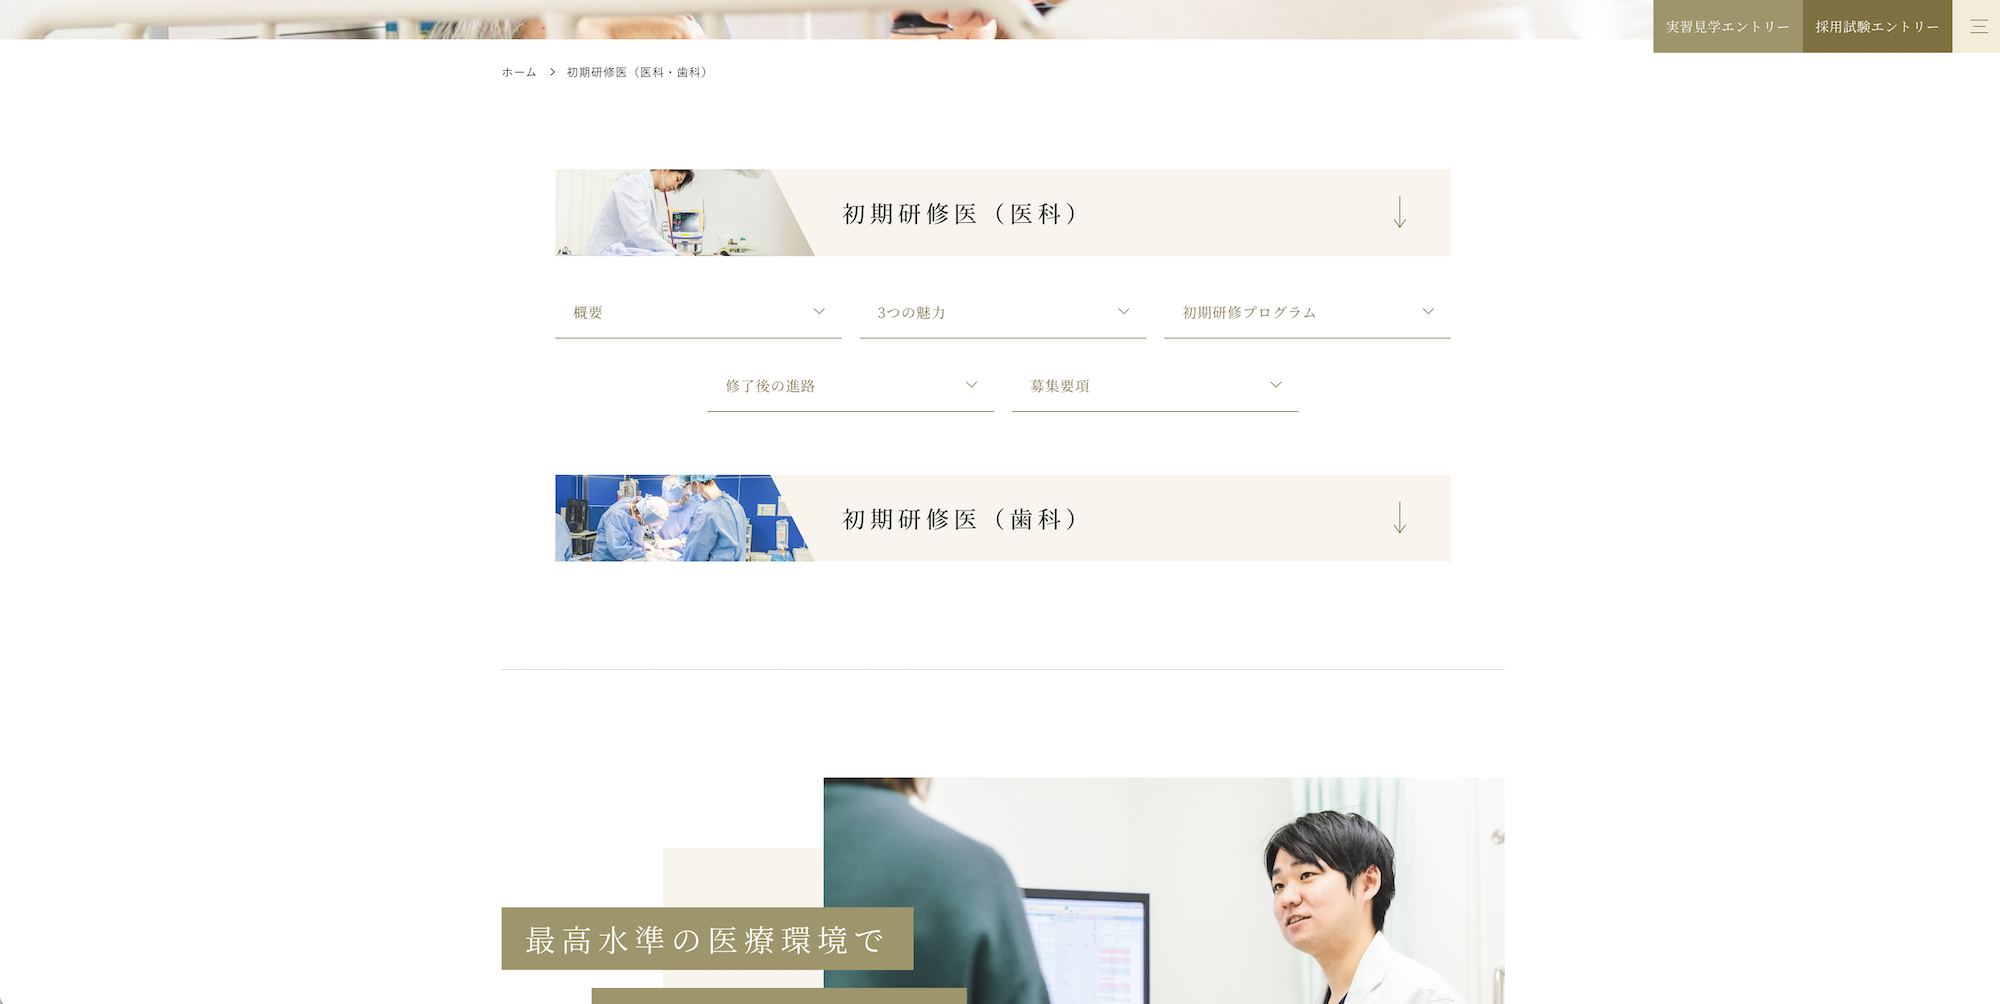 実習見学エントリー
採用試験エントリー
ホーム > 初期研修医（医科・歯科）
初期研修医（医科）
概要
3つの魅力
初期研修プログラム
修了後の進路
募集要項
初期研修医（歯科）
最高水準の医療環境で